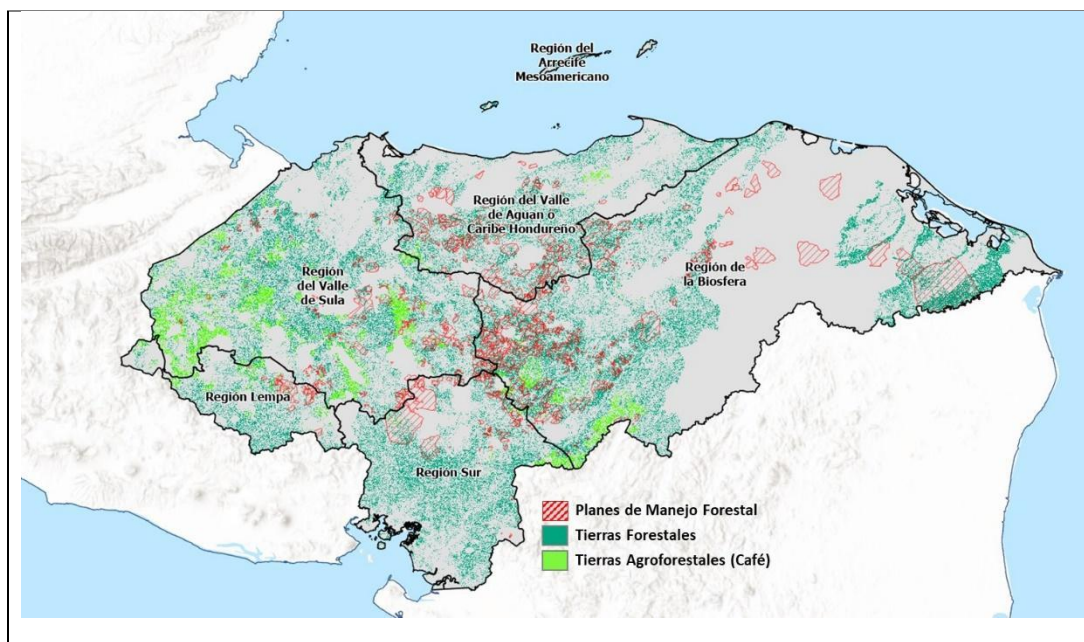 Región del
Arrecife
Mesoamericano
Región del Valle
de Aguan o
Caribe Hondureño
Región
del Valle
de Sula
Región de
la Biosfera
Región Lempa
Región Sur
Planes de Manejo Forestal
Tierras Forestales
Tierras Agroforestales (Café)